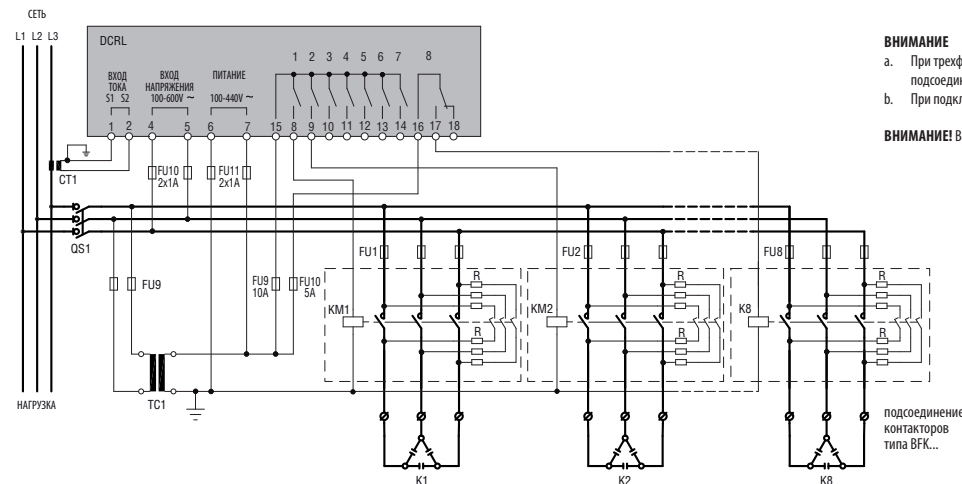 СЕТЬ
L1 L2 L3
DCRL
1 2 3 4 5 6 7 8
ВХОД ТОКА
S1 S2
ВХОД НАПРЯЖЕНИЯ
100-600V ~
ПИТАНИЕ
100-440V ~
1 2 4 5 6 7 15 8 9 10 11 12 13 14 16 17 18
CT1
FU10
2x1A
FU11
2x1A
QS1
FU9
FU9
10A
FU10
5A
FU1
FU2
FU8
KM1
R
R
KM2
R
R
K8
R
R
TC1
НАГРУЗКА
K1
K2
K8
ВНИМАНИЕ
a. При трехф
подсоедин
b. При подкл
ВНИМАНИЕ! В
подсоединение
контакторов
типа BFK...